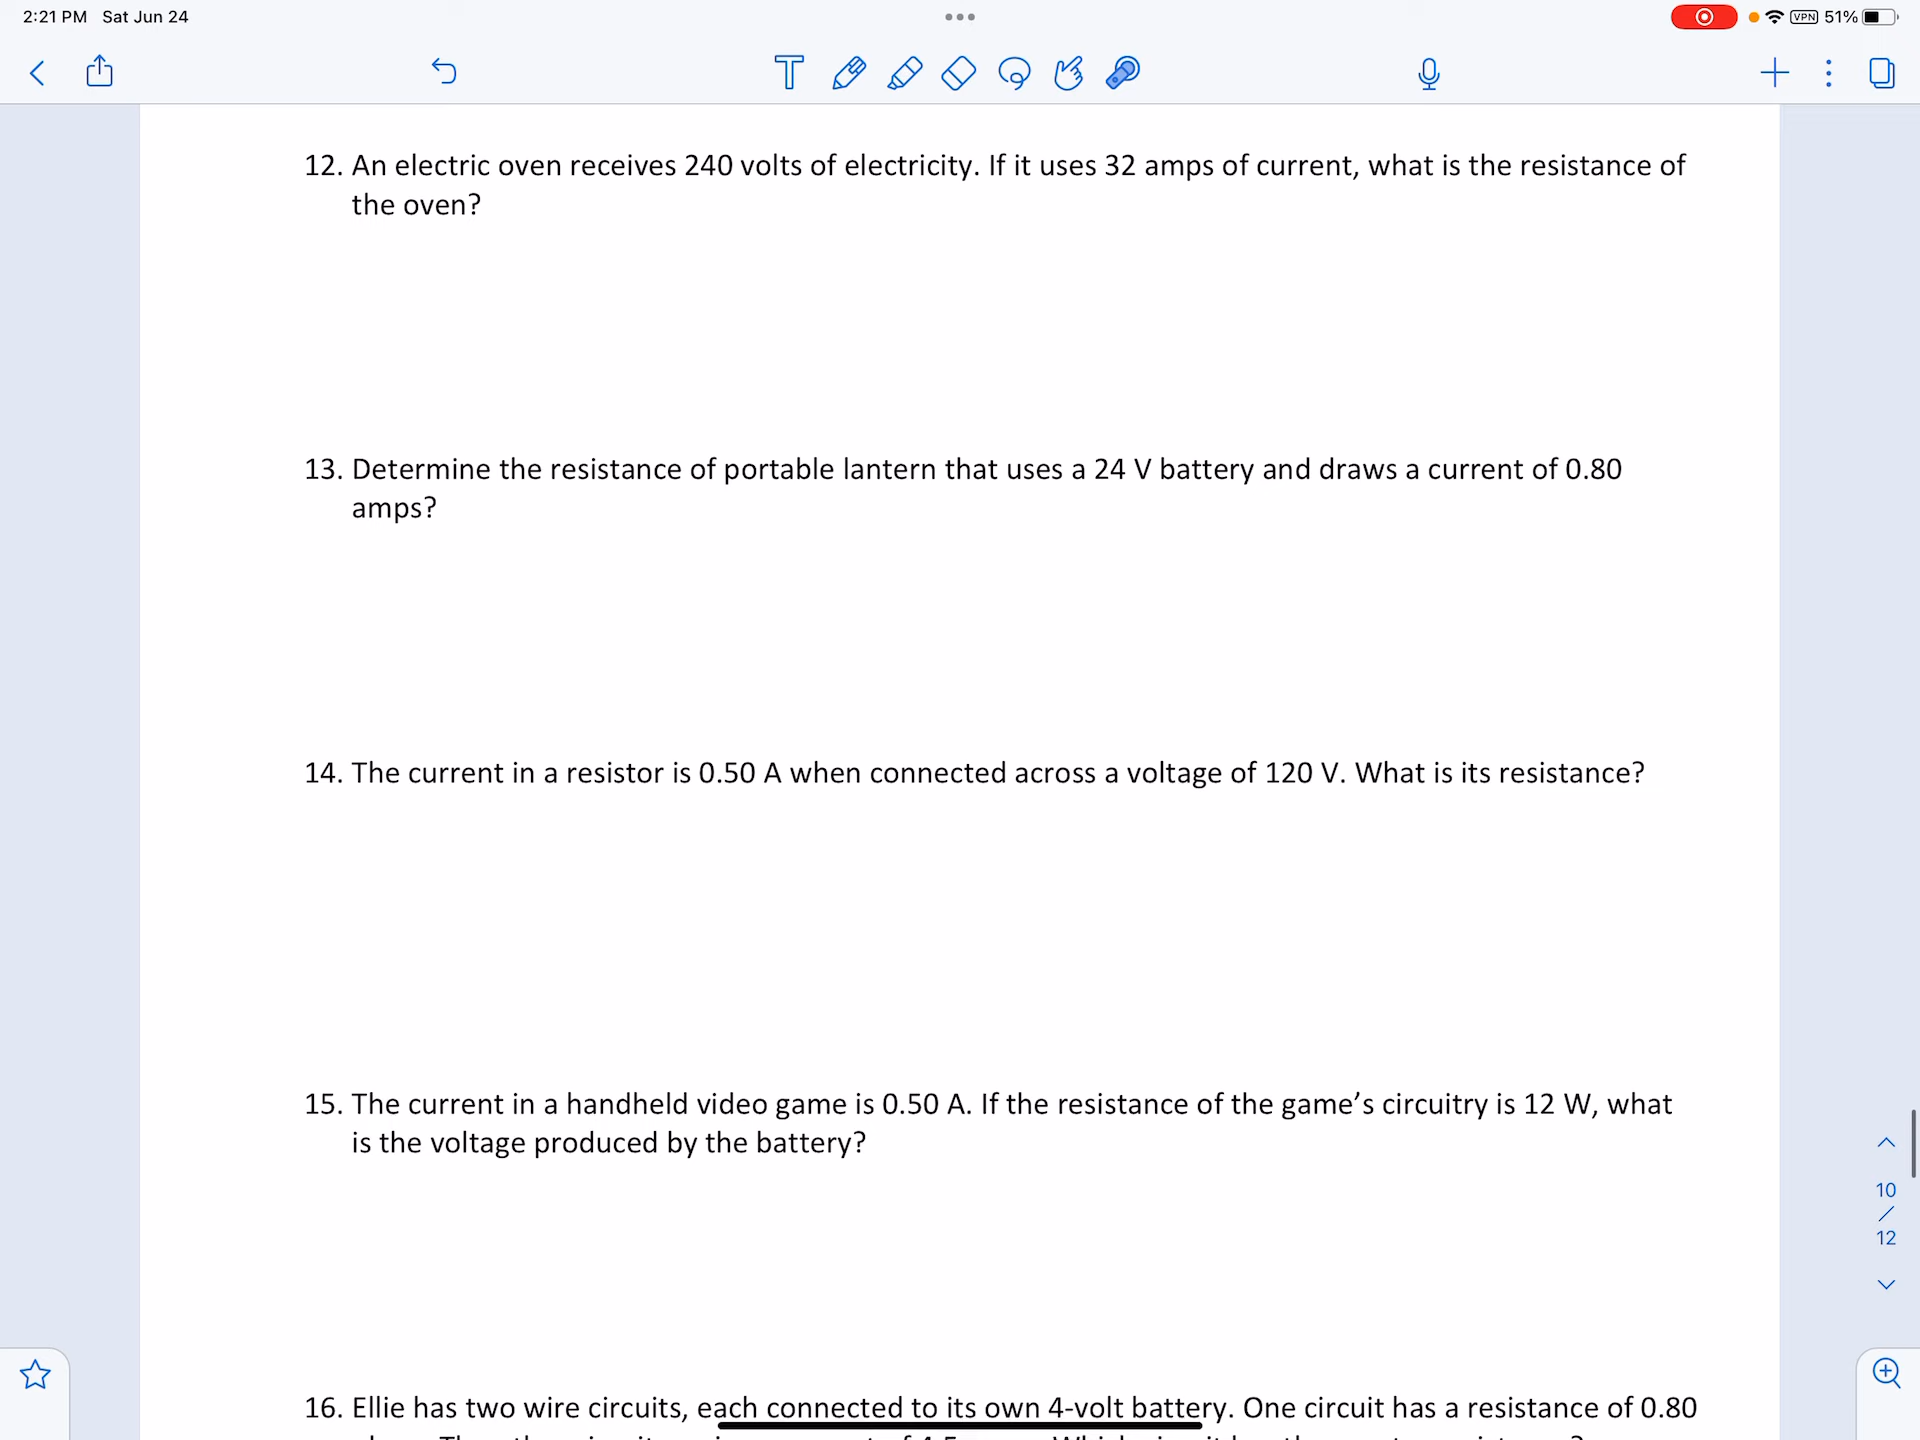 2:21 PM Sat Jun 24
VPN 51%
12. An electric oven receives 240 volts of electricity. If it uses 32 amps of current, what is the resistance of
the oven?
13. Determine the resistance of portable lantern that uses a 24 V battery and draws a current of 0.80
amps?
14. The current in a resistor is 0.50 A when connected across a voltage of 120 V. What is its resistance?
15. The current in a handheld video game is 0.50 A. If the resistance of the game’s circuitry is 12 W, what
is the voltage produced by the battery?
10
/
12
16. Ellie has two wire circuits, each connected to its own 4-volt battery. One circuit has a resistance of 0.80